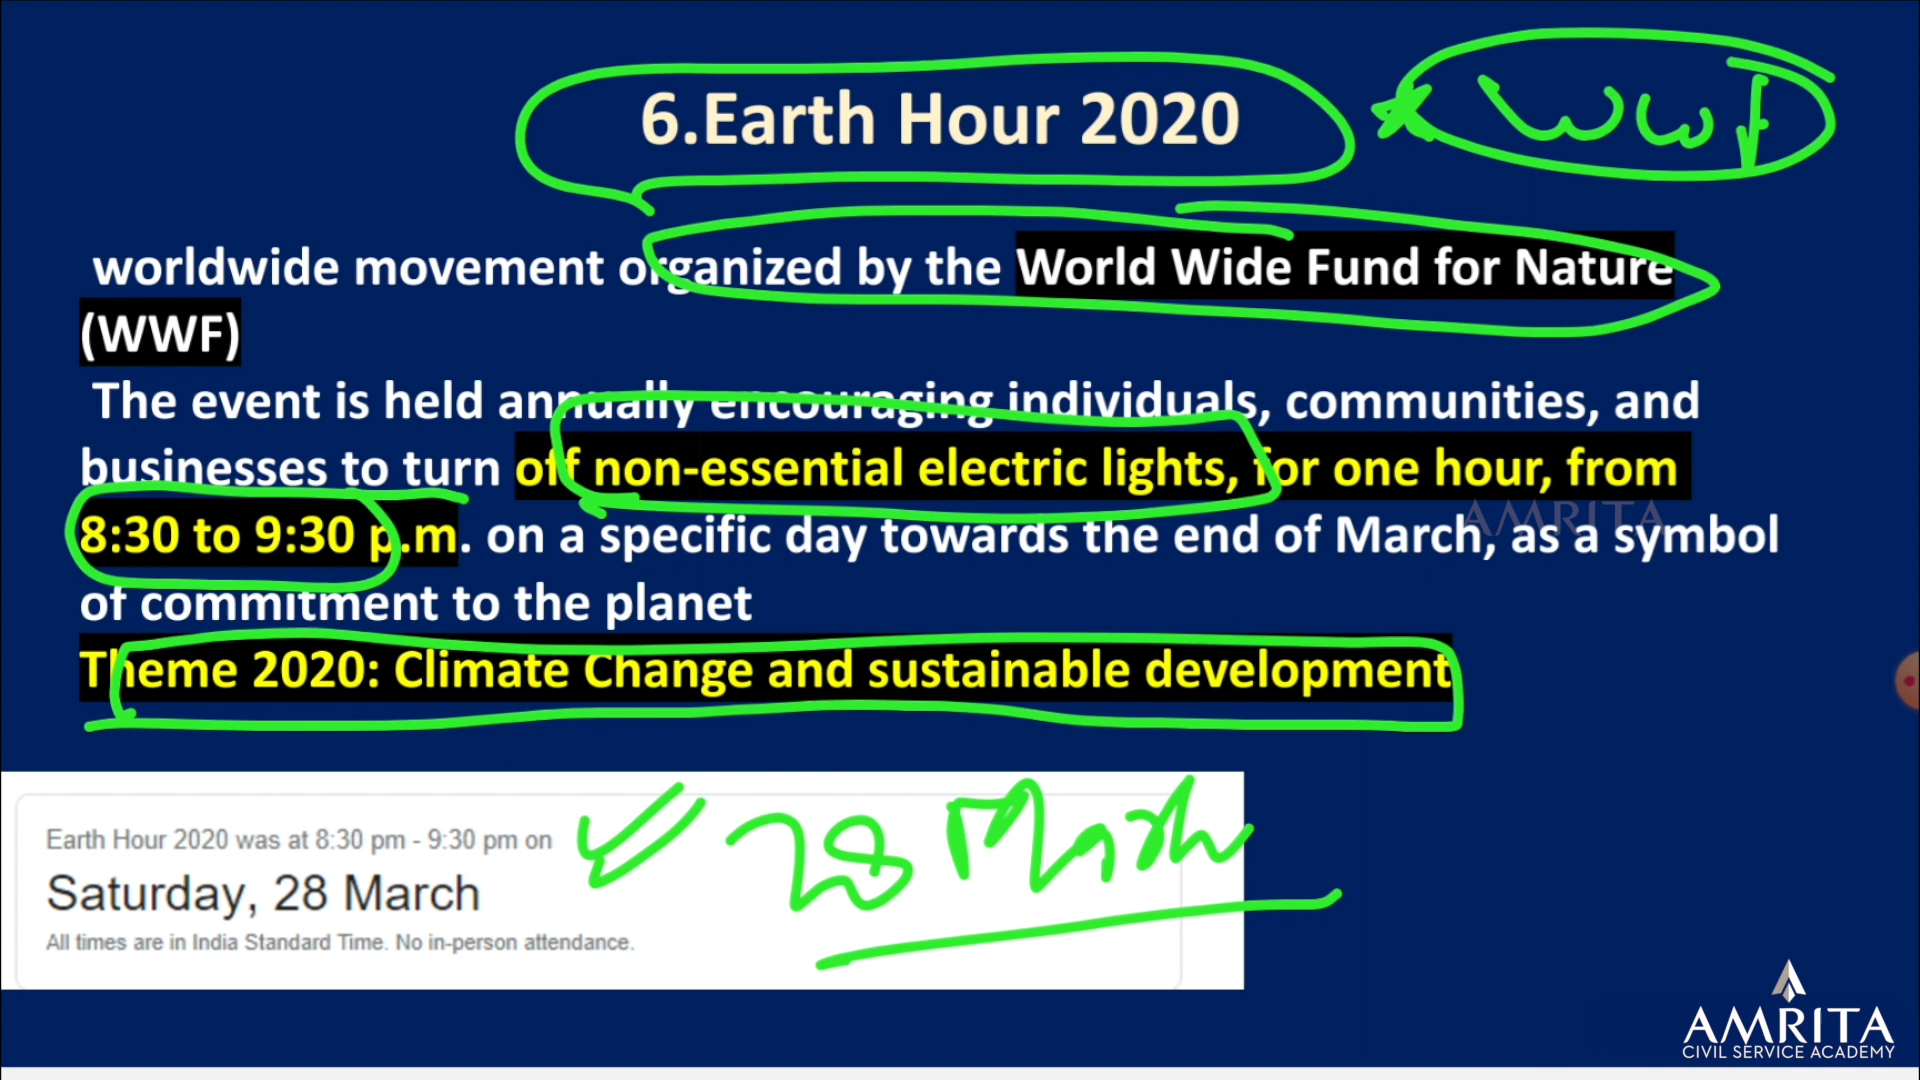 6.Earth Hour 2020
WWF
worldwide movement organized by the World Wide Fund for Nature
(WWF)
The event is held annually encouraging individuals, communities, and
businesses to turn off non-essential electric lights, for one hour, from
8:30 to 9:30 p.m. on a specific day towards the end of March, as a symbol
of commitment to the planet
Theme 2020: Climate Change and sustainable development
AMRITA
Earth Hour 2020 was at 8:30 pm - 9:30 pm on
Saturday, 28 March
All times are in India Standard Time. No in-person attendance.
28 March
AMRITA
CIVIL SERVICE ACADEMY